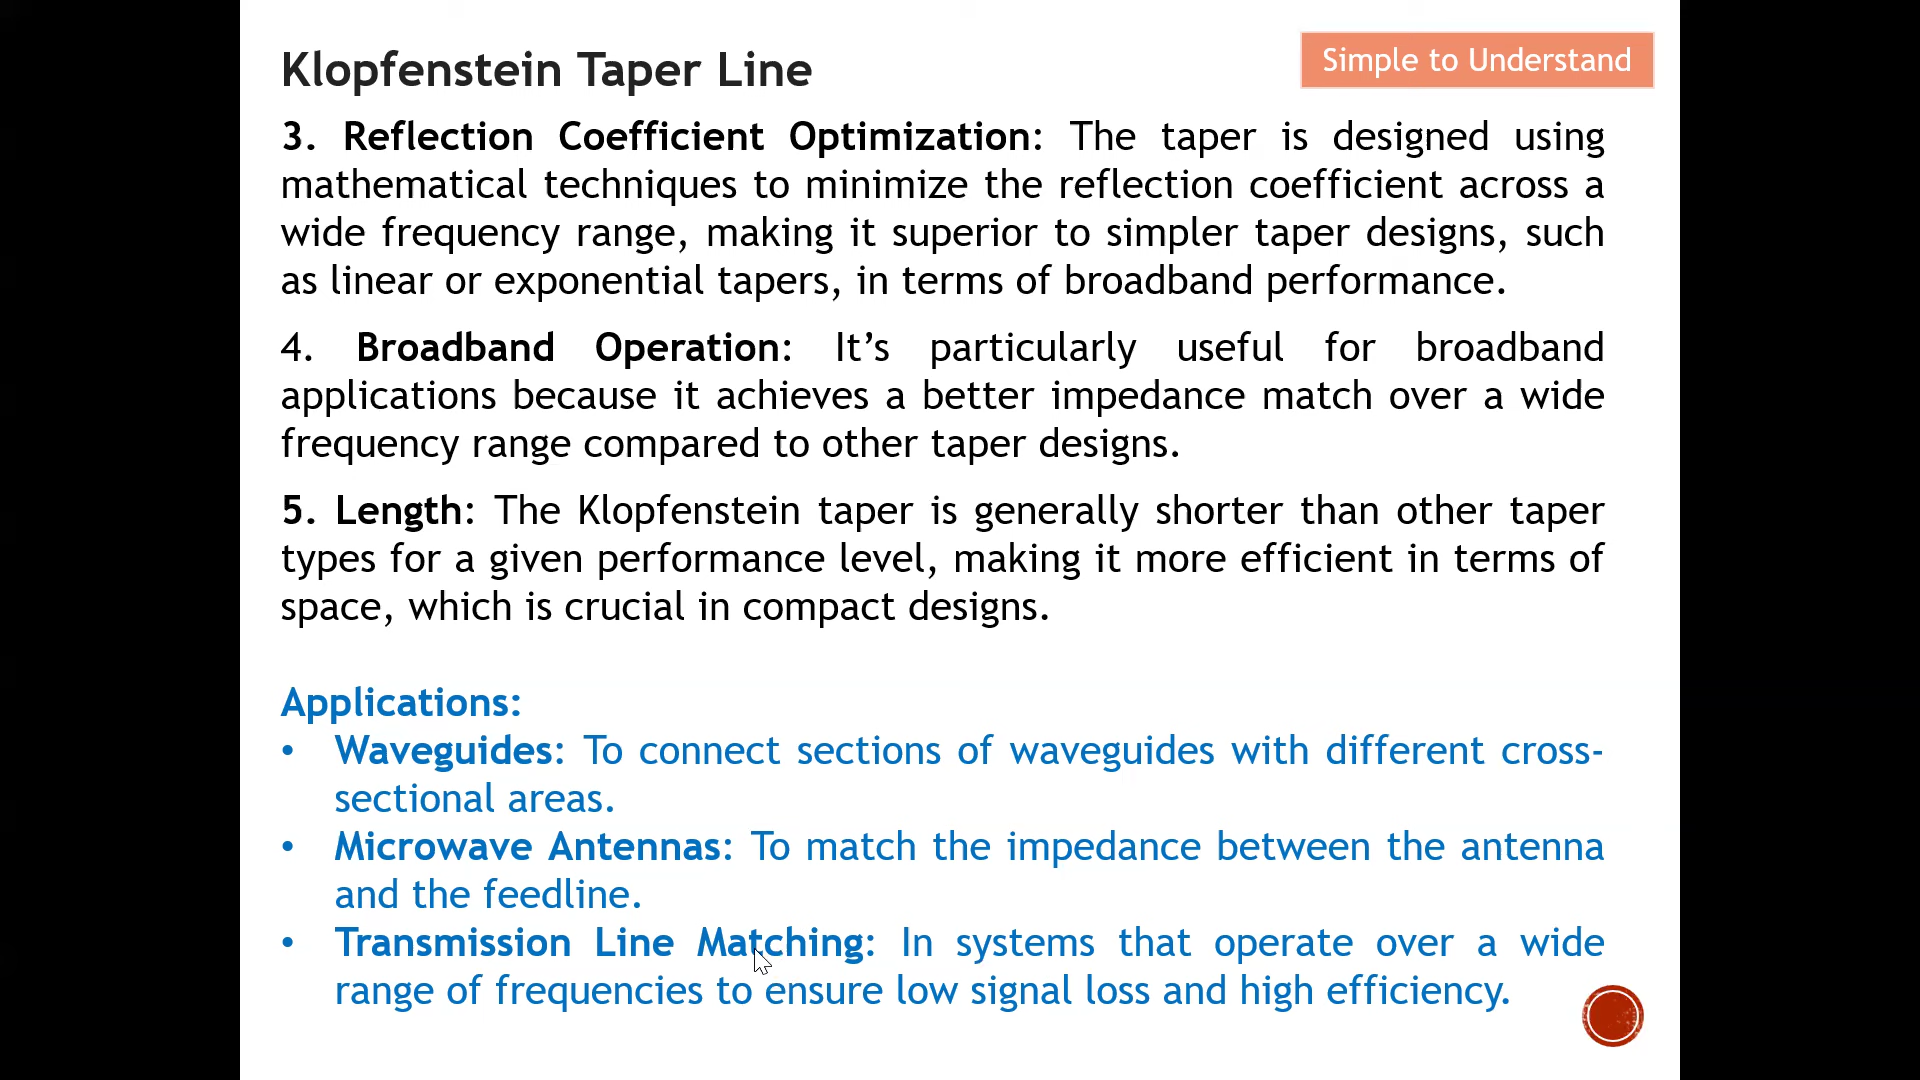 Klopfenstein Taper Line
Simple to Understand
3. Reflection Coefficient Optimization: The taper is designed using
mathematical techniques to minimize the reflection coefficient across a
wide frequency range, making it superior to simpler taper designs, such
as linear or exponential tapers, in terms of broadband performance.
4. Broadband Operation: It’s particularly useful for broadband
applications because it achieves a better impedance match over a wide
frequency range compared to other taper designs.
5. Length: The Klopfenstein taper is generally shorter than other taper
types for a given performance level, making it more efficient in terms of
space, which is crucial in compact designs.
Applications:
• Waveguides: To connect sections of waveguides with different cross-
sectional areas.
• Microwave Antennas: To match the impedance between the antenna
and the feedline.
• Transmission Line Matching: In systems that operate over a wide
range of frequencies to ensure low signal loss and high efficiency.